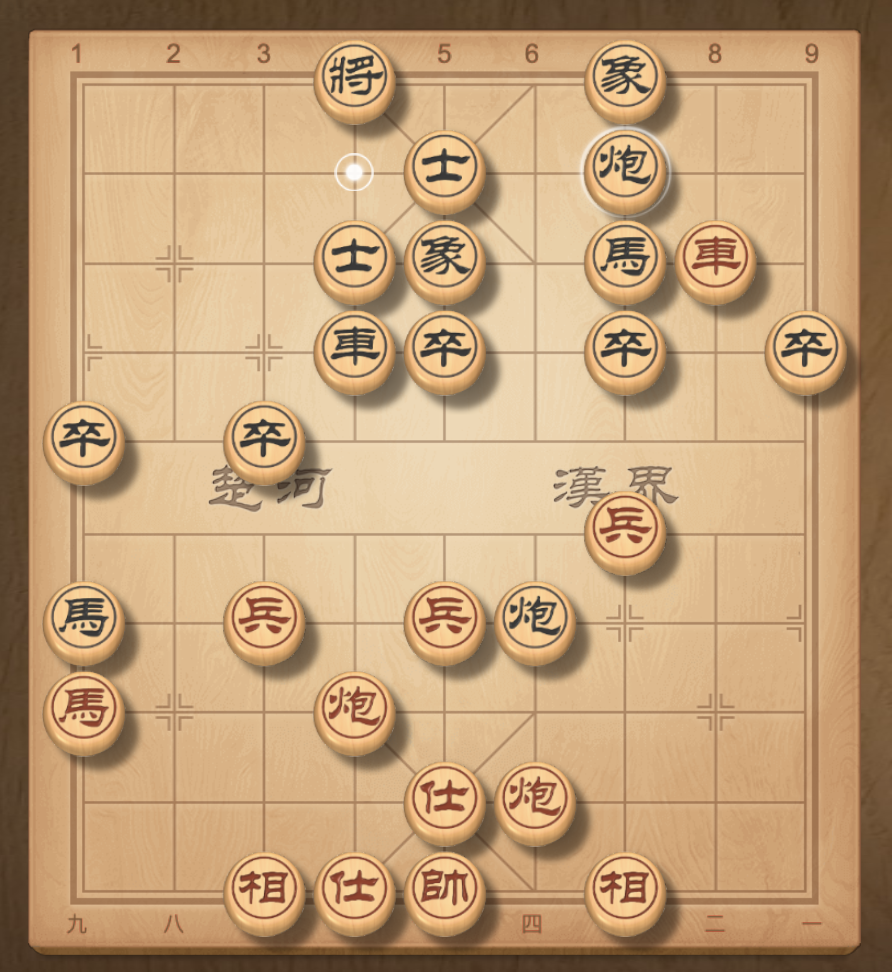 1 2 3 5 6 8 9
將 象
士 炮
士 象 馬 車
車 卒 卒 卒
卒 卒
楚河 漢界
兵
馬 兵 兵 炮
馬 炮
仕 炮
相 仕 帥 相
九 八 四 二 一